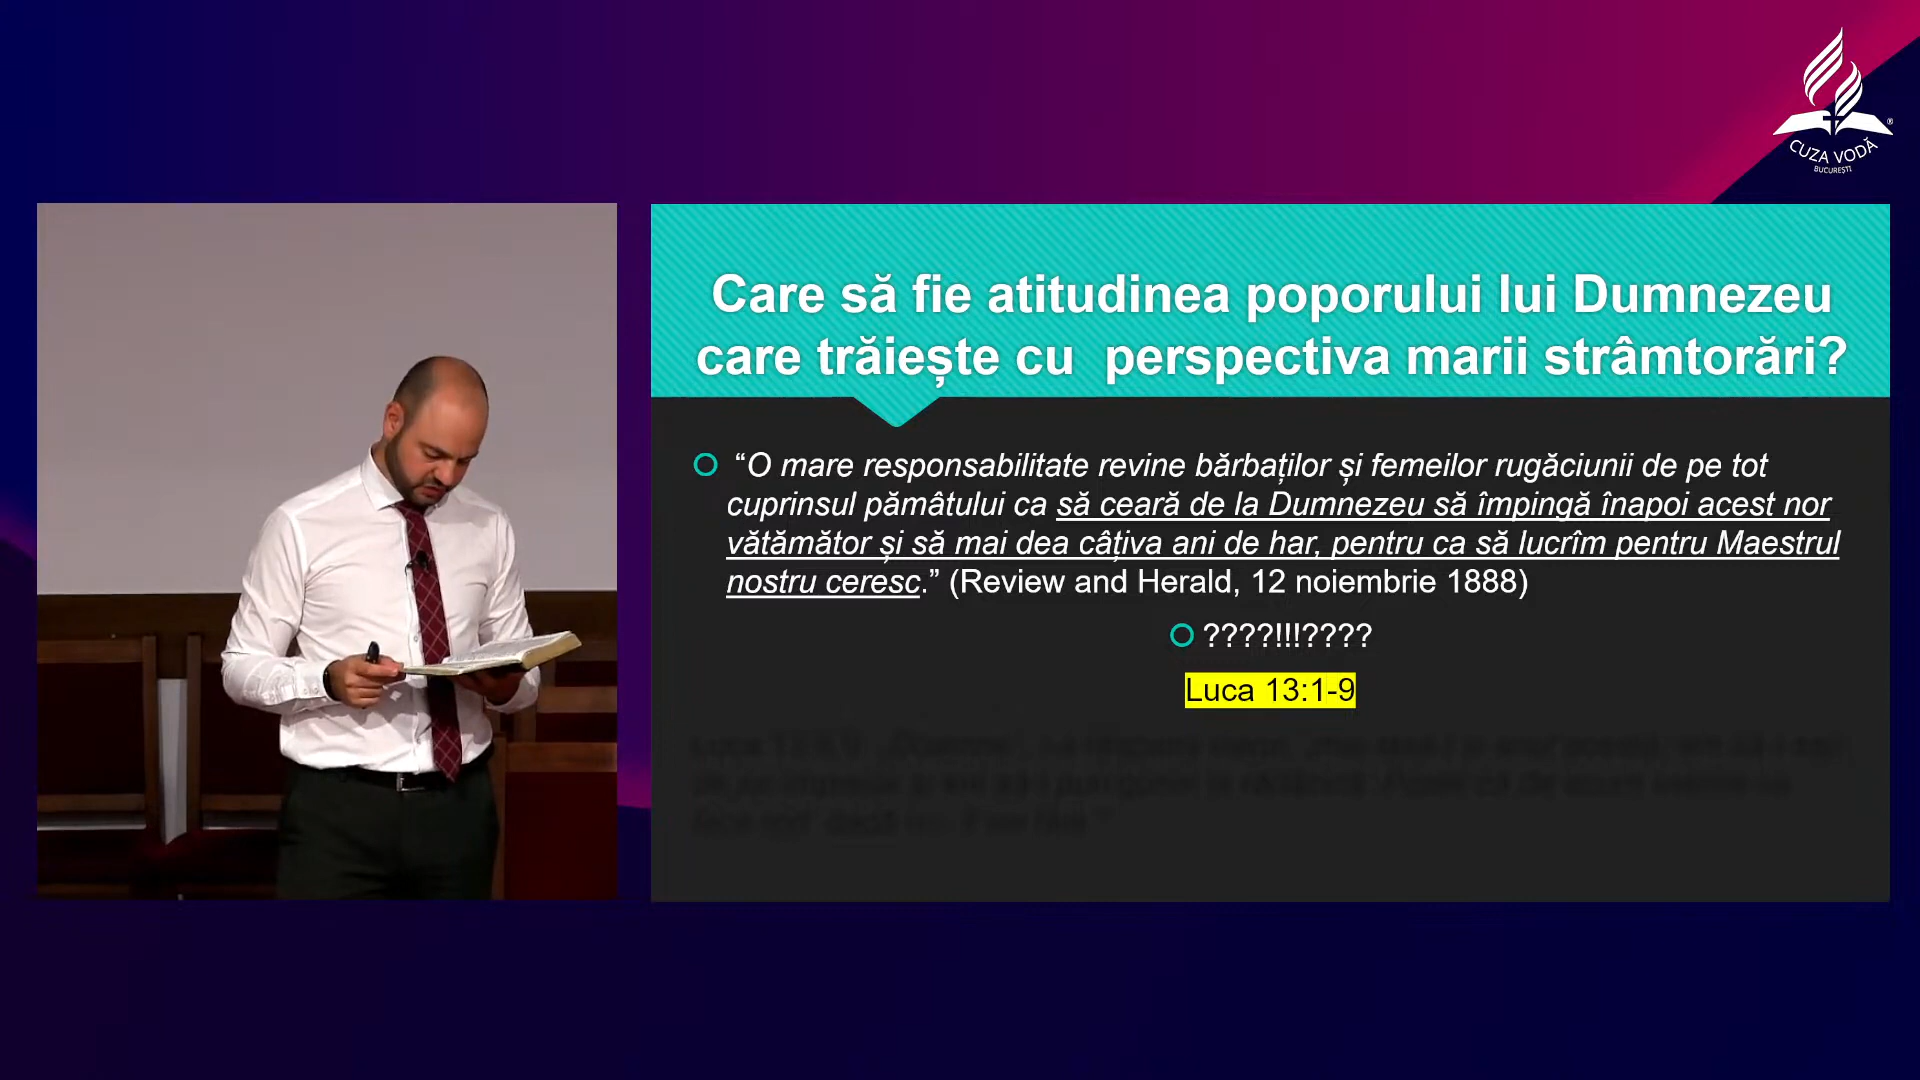 CUZA VODĂ
BUCUREȘTI
Care să fie atitudinea poporului lui Dumnezeu
care trăiește cu perspectiva marii strâmtorări?
“O mare responsabilitate revine bărbaților și femeilor rugăciunii de pe tot
cuprinsul pământului ca să ceară de la Dumnezeu să împingă înapoi acest nor
vătămător și să mai dea câțiva ani de har, pentru ca să lucrîm pentru Maestrul
nostru ceresc.” (Review and Herald, 12 noiembrie 1888)
????!!!????
Luca 13:1-9